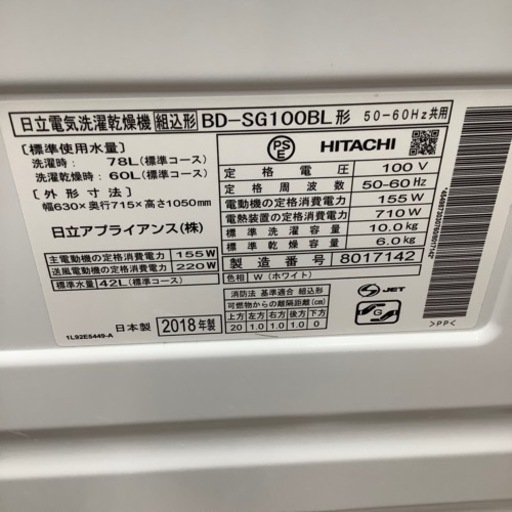 日立電気洗濯乾燥機 組込形 BD-SG100BL形 50-60Hz共用
[標準使用水量]
洗濯時: 78L(標準コース)
洗濯乾燥時: 60L(標準コース)
[外形寸法]
幅630×奥行715×高さ1050mm
日立アプライアンス(株)
主電動機の定格消費電力 155W
送風電動機の定格消費電力 220W
標準水量 42L(標準コース)
PSE
HITACHI
定格電圧 100V
定格周波数 50-60Hz
電動機の定格消費電力 155W
電熱装置の定格消費電力 710W
標準洗濯容量 10.0kg
標準乾燥容量 6.0kg
製造番号 8017142
色相 W(ホワイト)
消防法 基準適合 組込形
可燃物からの離隔距離(cm)
上方 左方 右方 前方 後方 下方
20 1.0 1.0 1.0 1.0 0
S JET
G
日本製 2018年製
1L92E5449-A
>PP<